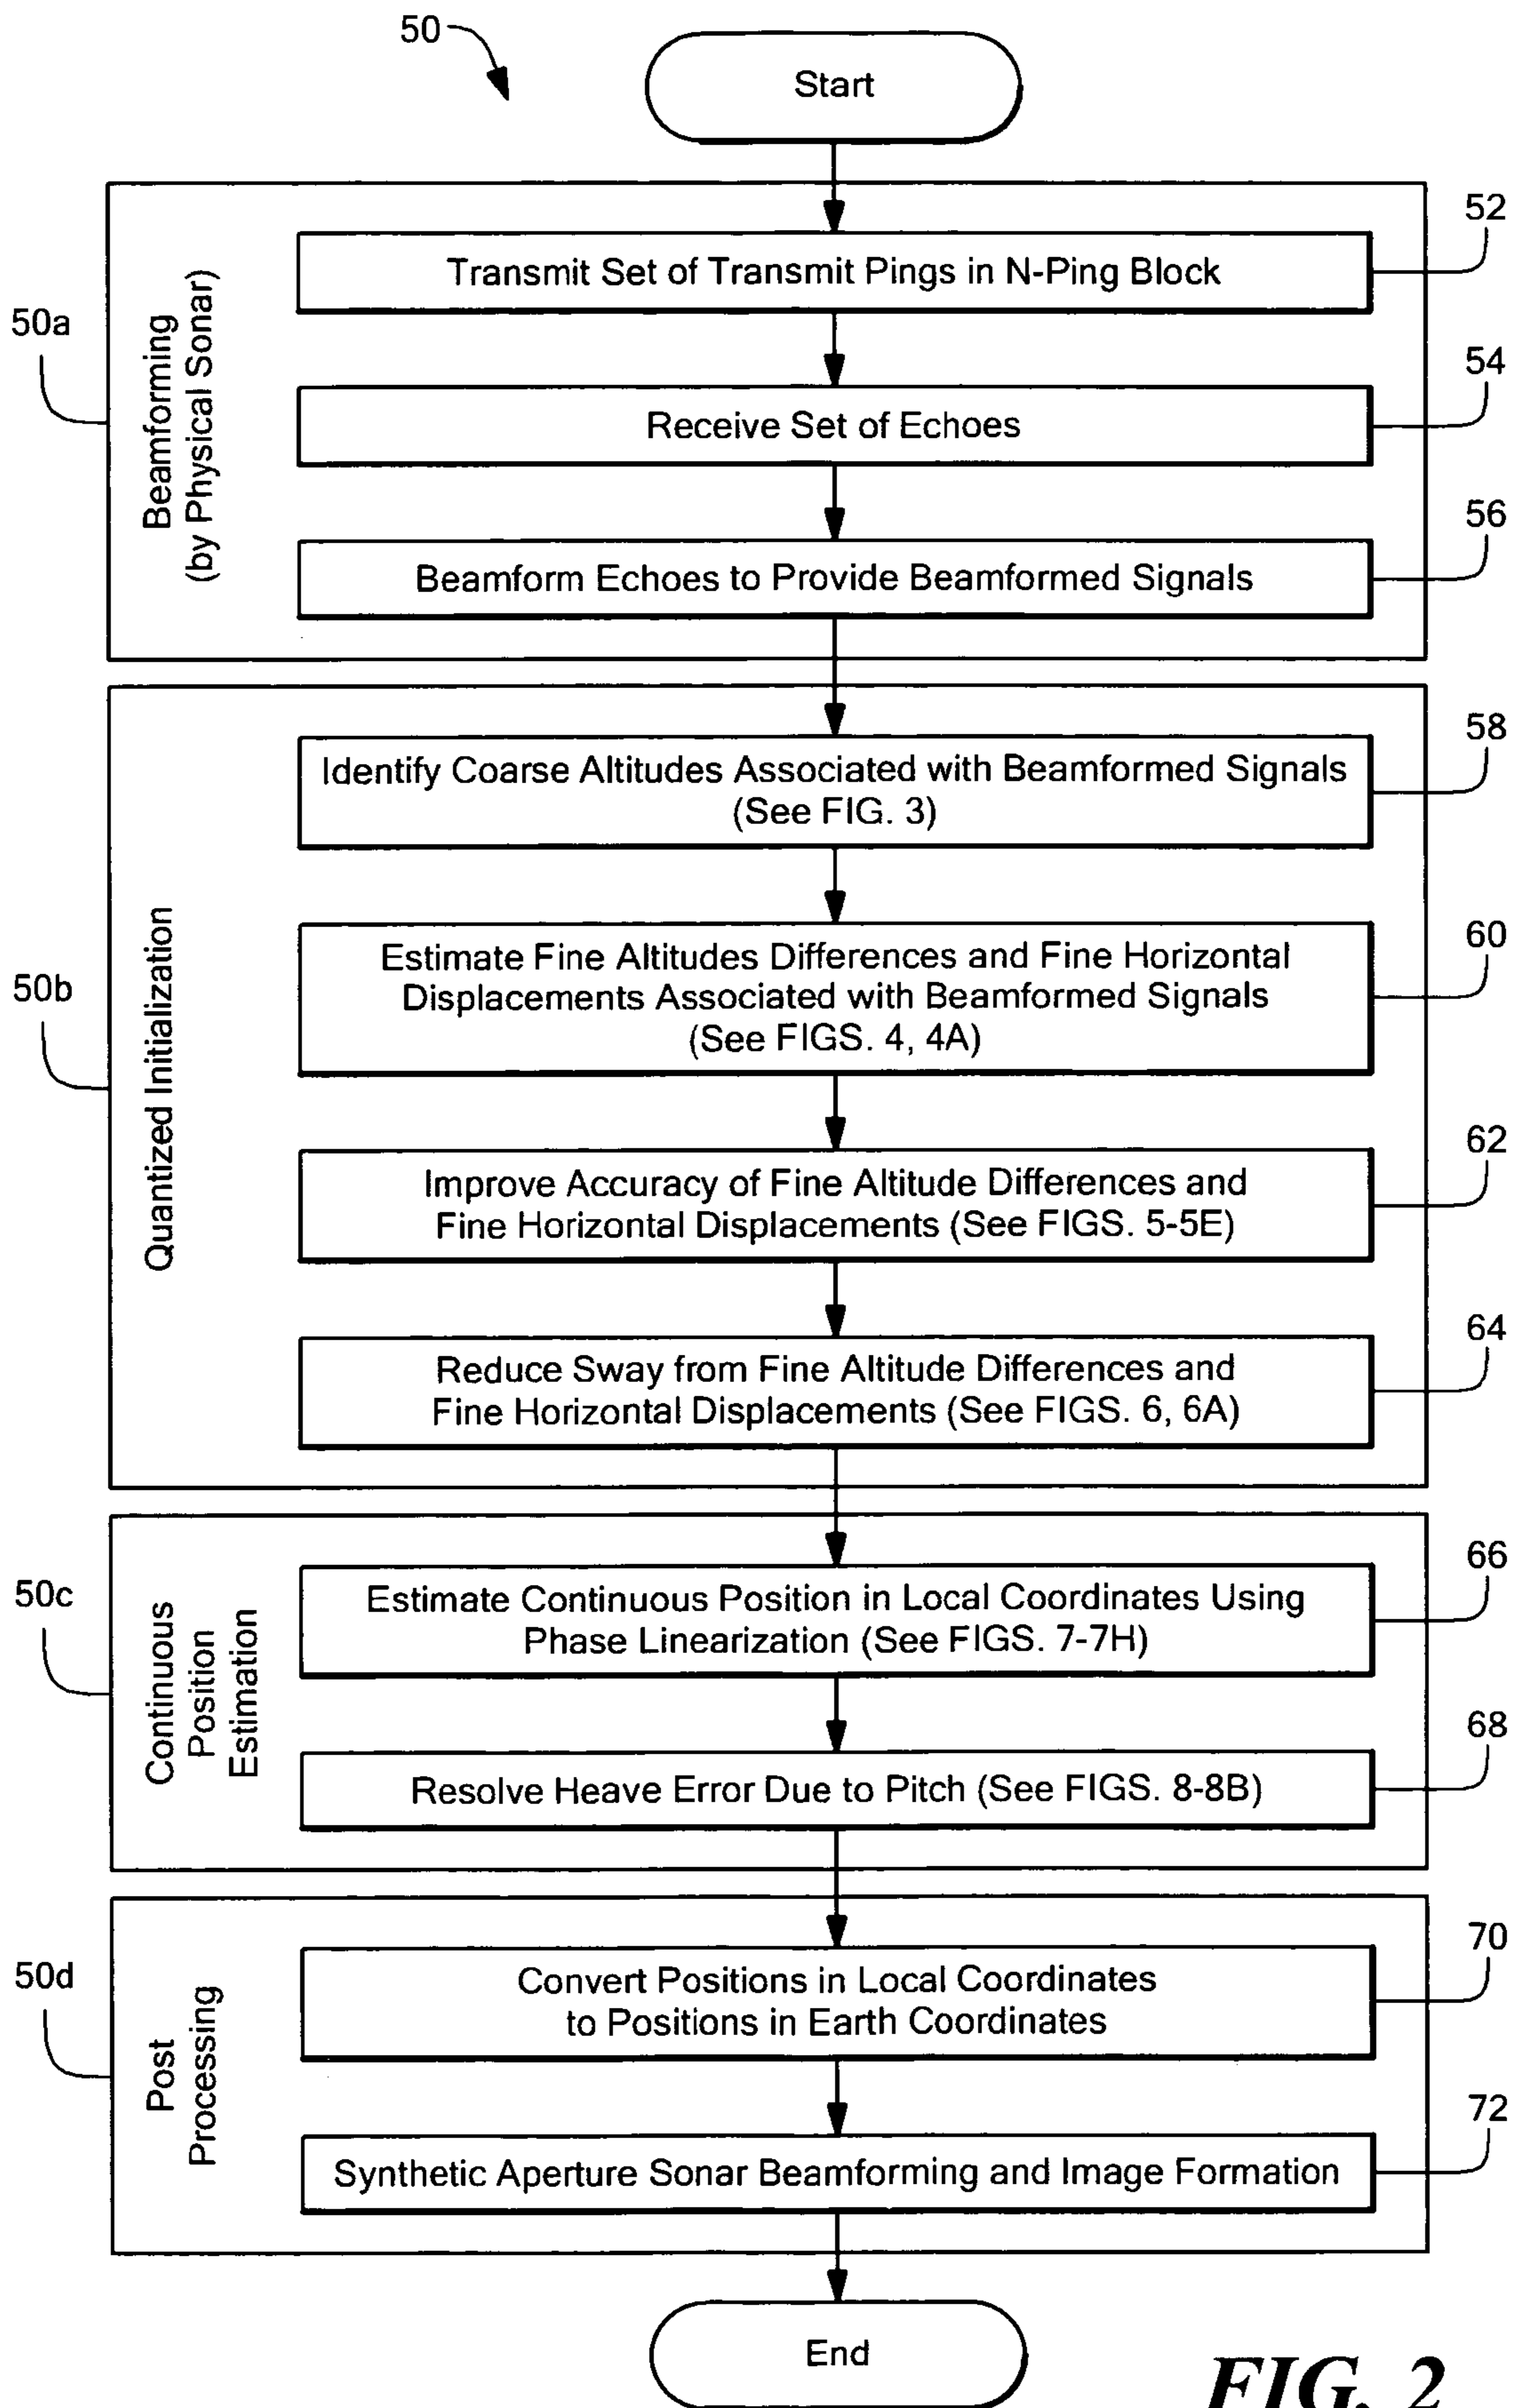 50
Start
50a
Beamforming
(by Physical Sonar)
Transmit Set of Transmit Pings in N-Ping Block
52
Receive Set of Echoes
54
Beamform Echoes to Provide Beamformed Signals
56
50b
Quantized Initialization
Identify Coarse Altitudes Associated with Beamformed Signals
(See FIG. 3)
58
Estimate Fine Altitudes Differences and Fine Horizontal
Displacements Associated with Beamformed Signals
(See FIGS. 4, 4A)
60
Improve Accuracy of Fine Altitude Differences and
Fine Horizontal Displacements (See FIGS. 5-5E)
62
Reduce Sway from Fine Altitude Differences and
Fine Horizontal Displacements (See FIGS. 6, 6A)
64
50c
Continuous
Position
Estimation
Estimate Continuous Position in Local Coordinates Using
Phase Linearization (See FIGS. 7-7H)
66
Resolve Heave Error Due to Pitch (See FIGS. 8-8B)
68
50d
Post
Processing
Convert Positions in Local Coordinates
to Positions in Earth Coordinates
70
Synthetic Aperture Sonar Beamforming and Image Formation
72
End
FIG. 2